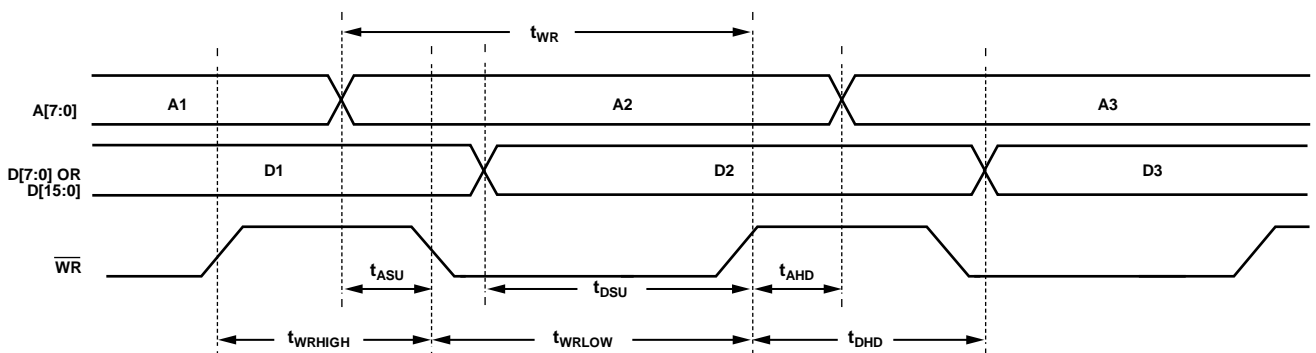 tWR
A[7:0] A1 A2 A3
D[7:0] OR
D[15:0]
D1 D2 D3
WR
tASU tDSU tAHD
tWRHIGH tWRLOW tDHD